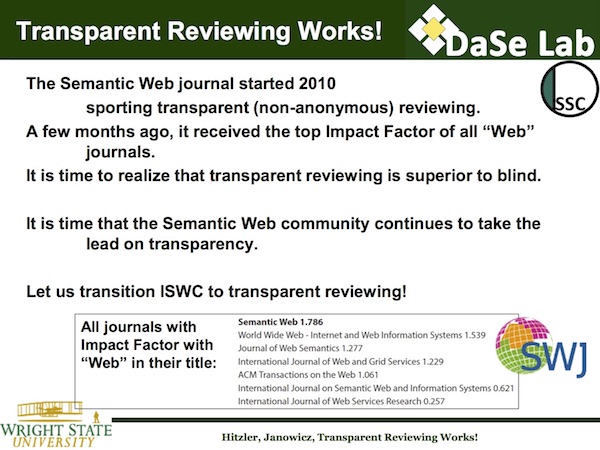 Transparent Reviewing Works!
DaSe Lab
SSC
The Semantic Web journal started 2010
sporting transparent (non-anonymous) reviewing.
A few months ago, it received the top Impact Factor of all “Web”
journals.
It is time to realize that transparent reviewing is superior to blind.
It is time that the Semantic Web community continues to take the
lead on transparency.
Let us transition ISWC to transparent reviewing!
All journals with
Impact Factor with
“Web” in their title:
Semantic Web 1.786
World Wide Web - Internet and Web Information Systems 1.539
Journal of Web Semantics 1.277
International Journal of Web and Grid Services 1.229
ACM Transactions on the Web 1.061
International Journal on Semantic Web and Information Systems 0.621
International Journal of Web Services Research 0.257
SWJ
WRIGHT STATE
UNIVERSITY
Hitzler, Janowicz, Transparent Reviewing Works!